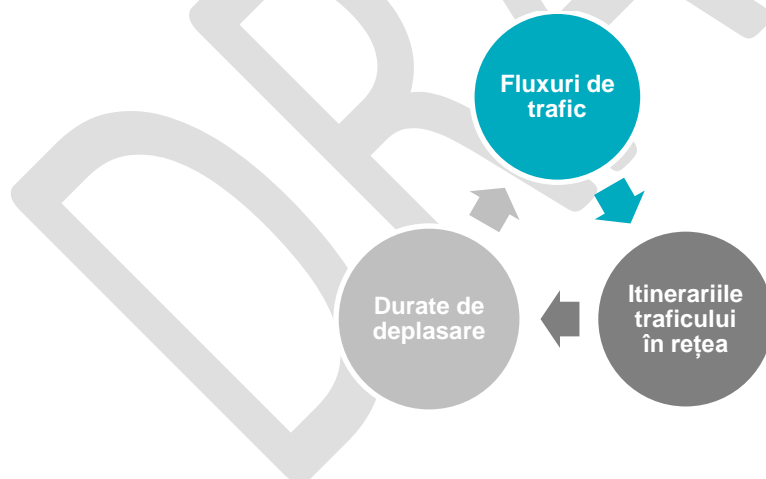 Fluxuri de
trafic
Itinerariile
traficului
în rețea
Durate de
deplasare